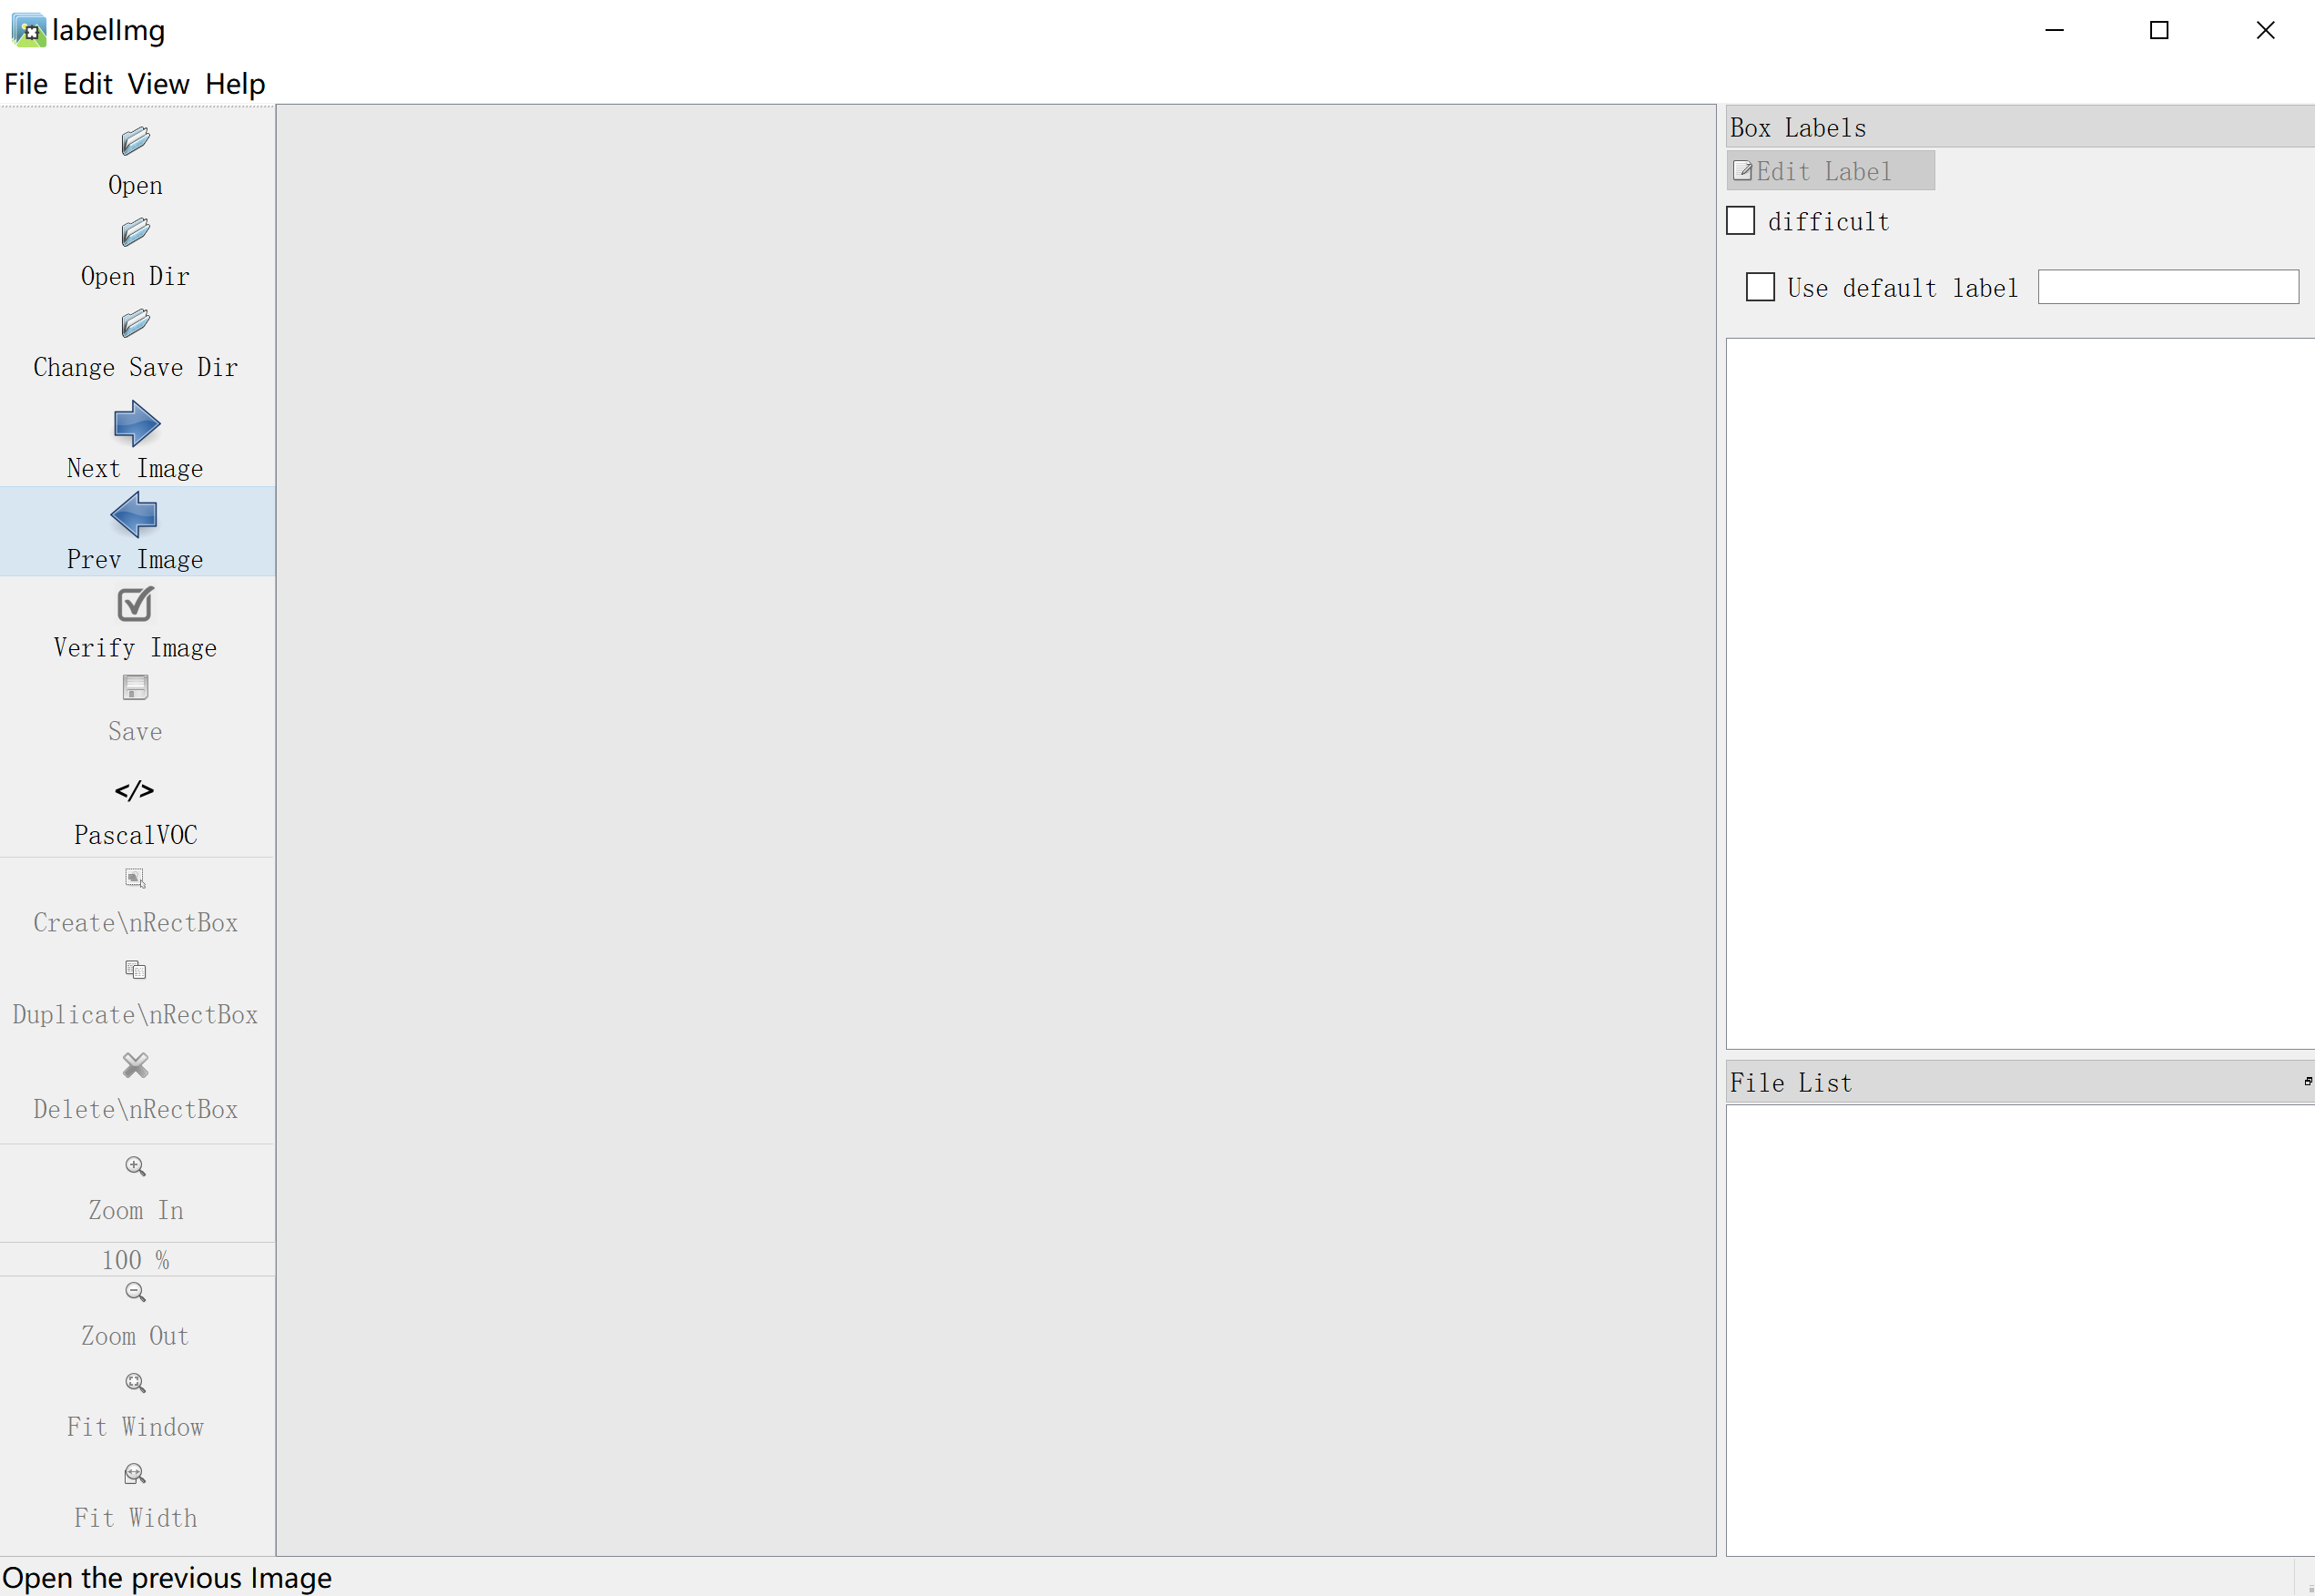 labelImg
File Edit View Help
Open
Open Dir
Change Save Dir
Next Image
Prev Image
Verify Image
Save
</>
PascalVOC
Create\nRectBox
Duplicate\nRectBox
Delete\nRectBox
Zoom In
100 %
Zoom Out
Fit Window
Fit Width
Box Labels
Edit Label
difficult
Use default label
File List
Open the previous Image